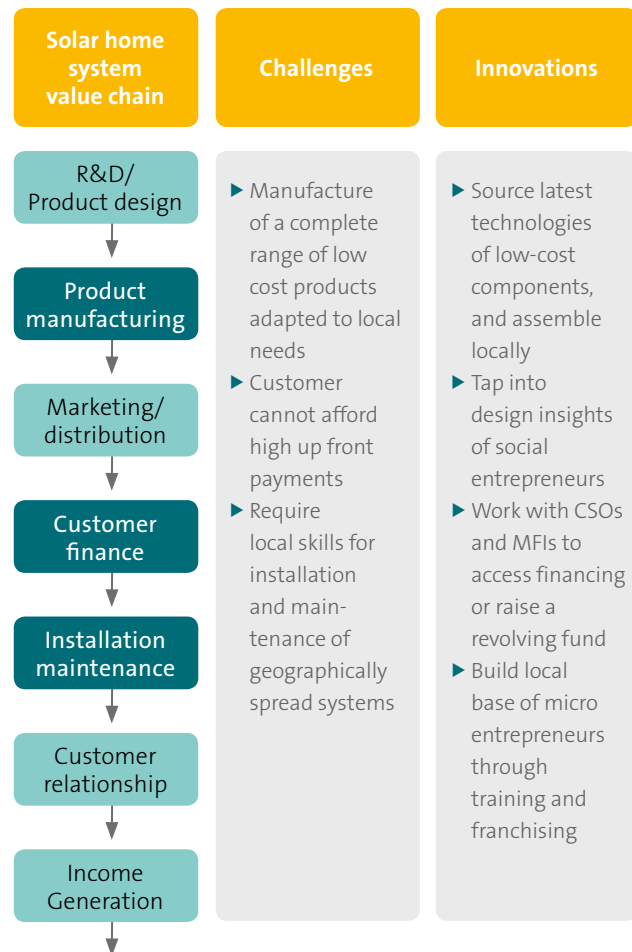 Solar home
system
value chain
Challenges
Innovations
R&D/
Product design
Product
manufacturing
Marketing/
distribution
Customer
finance
Installation
maintenance
Customer
relationship
Income
Generation
▶ Manufacture
of a complete
range of low
cost products
adapted to local
needs
▶ Customer
cannot afford
high up front
payments
▶ Require
local skills for
installation
and main-
tenance of
geographically
spread systems
▶ Source latest
technologies
of low-cost
components,
and assemble
locally
▶ Tap into
design insights
of social
entrepreneurs
▶ Work with CSOs
and MFIs to
access financing
or raise a
revolving fund
▶ Build local
base of micro
entrepreneurs
through
training and
franchising